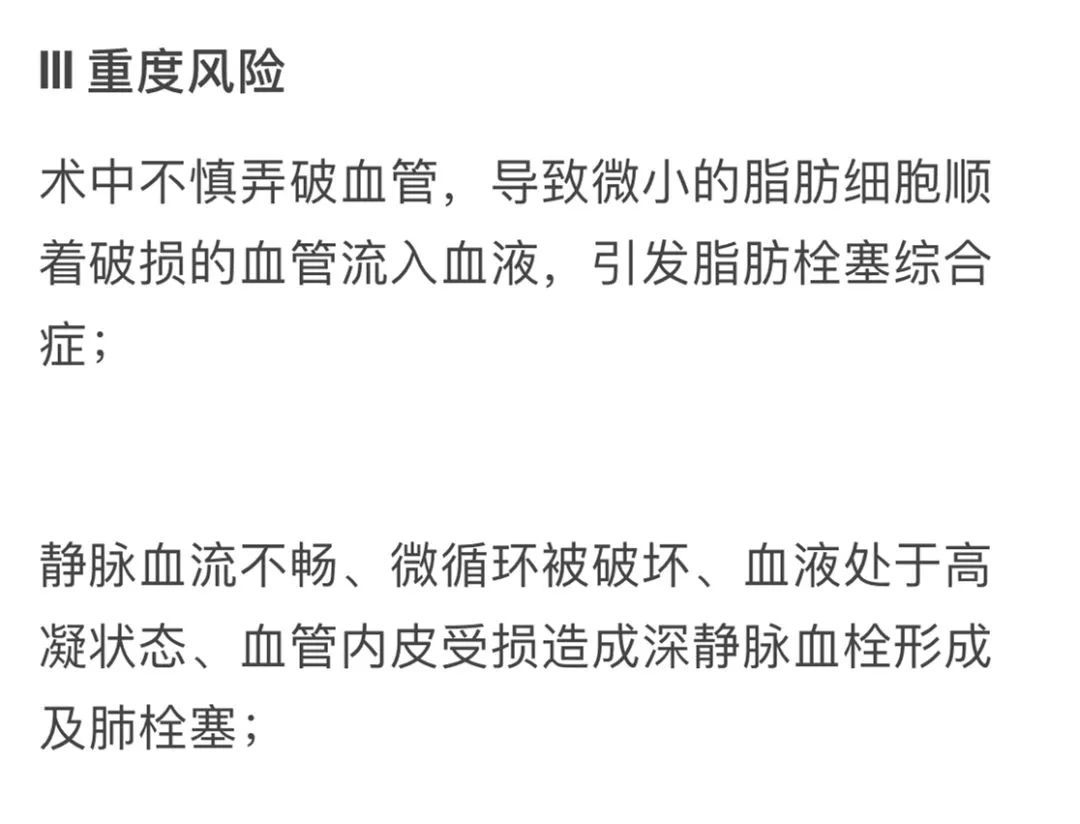 III 重度风险
术中不慎弄破血管，导致微小的脂肪细胞顺
着破损的血管流入血液，引发脂肪栓塞综合
症；
静脉血流不畅、微循环被破坏、血液处于高
凝状态、血管内皮受损造成深静脉血栓形成
及肺栓塞；